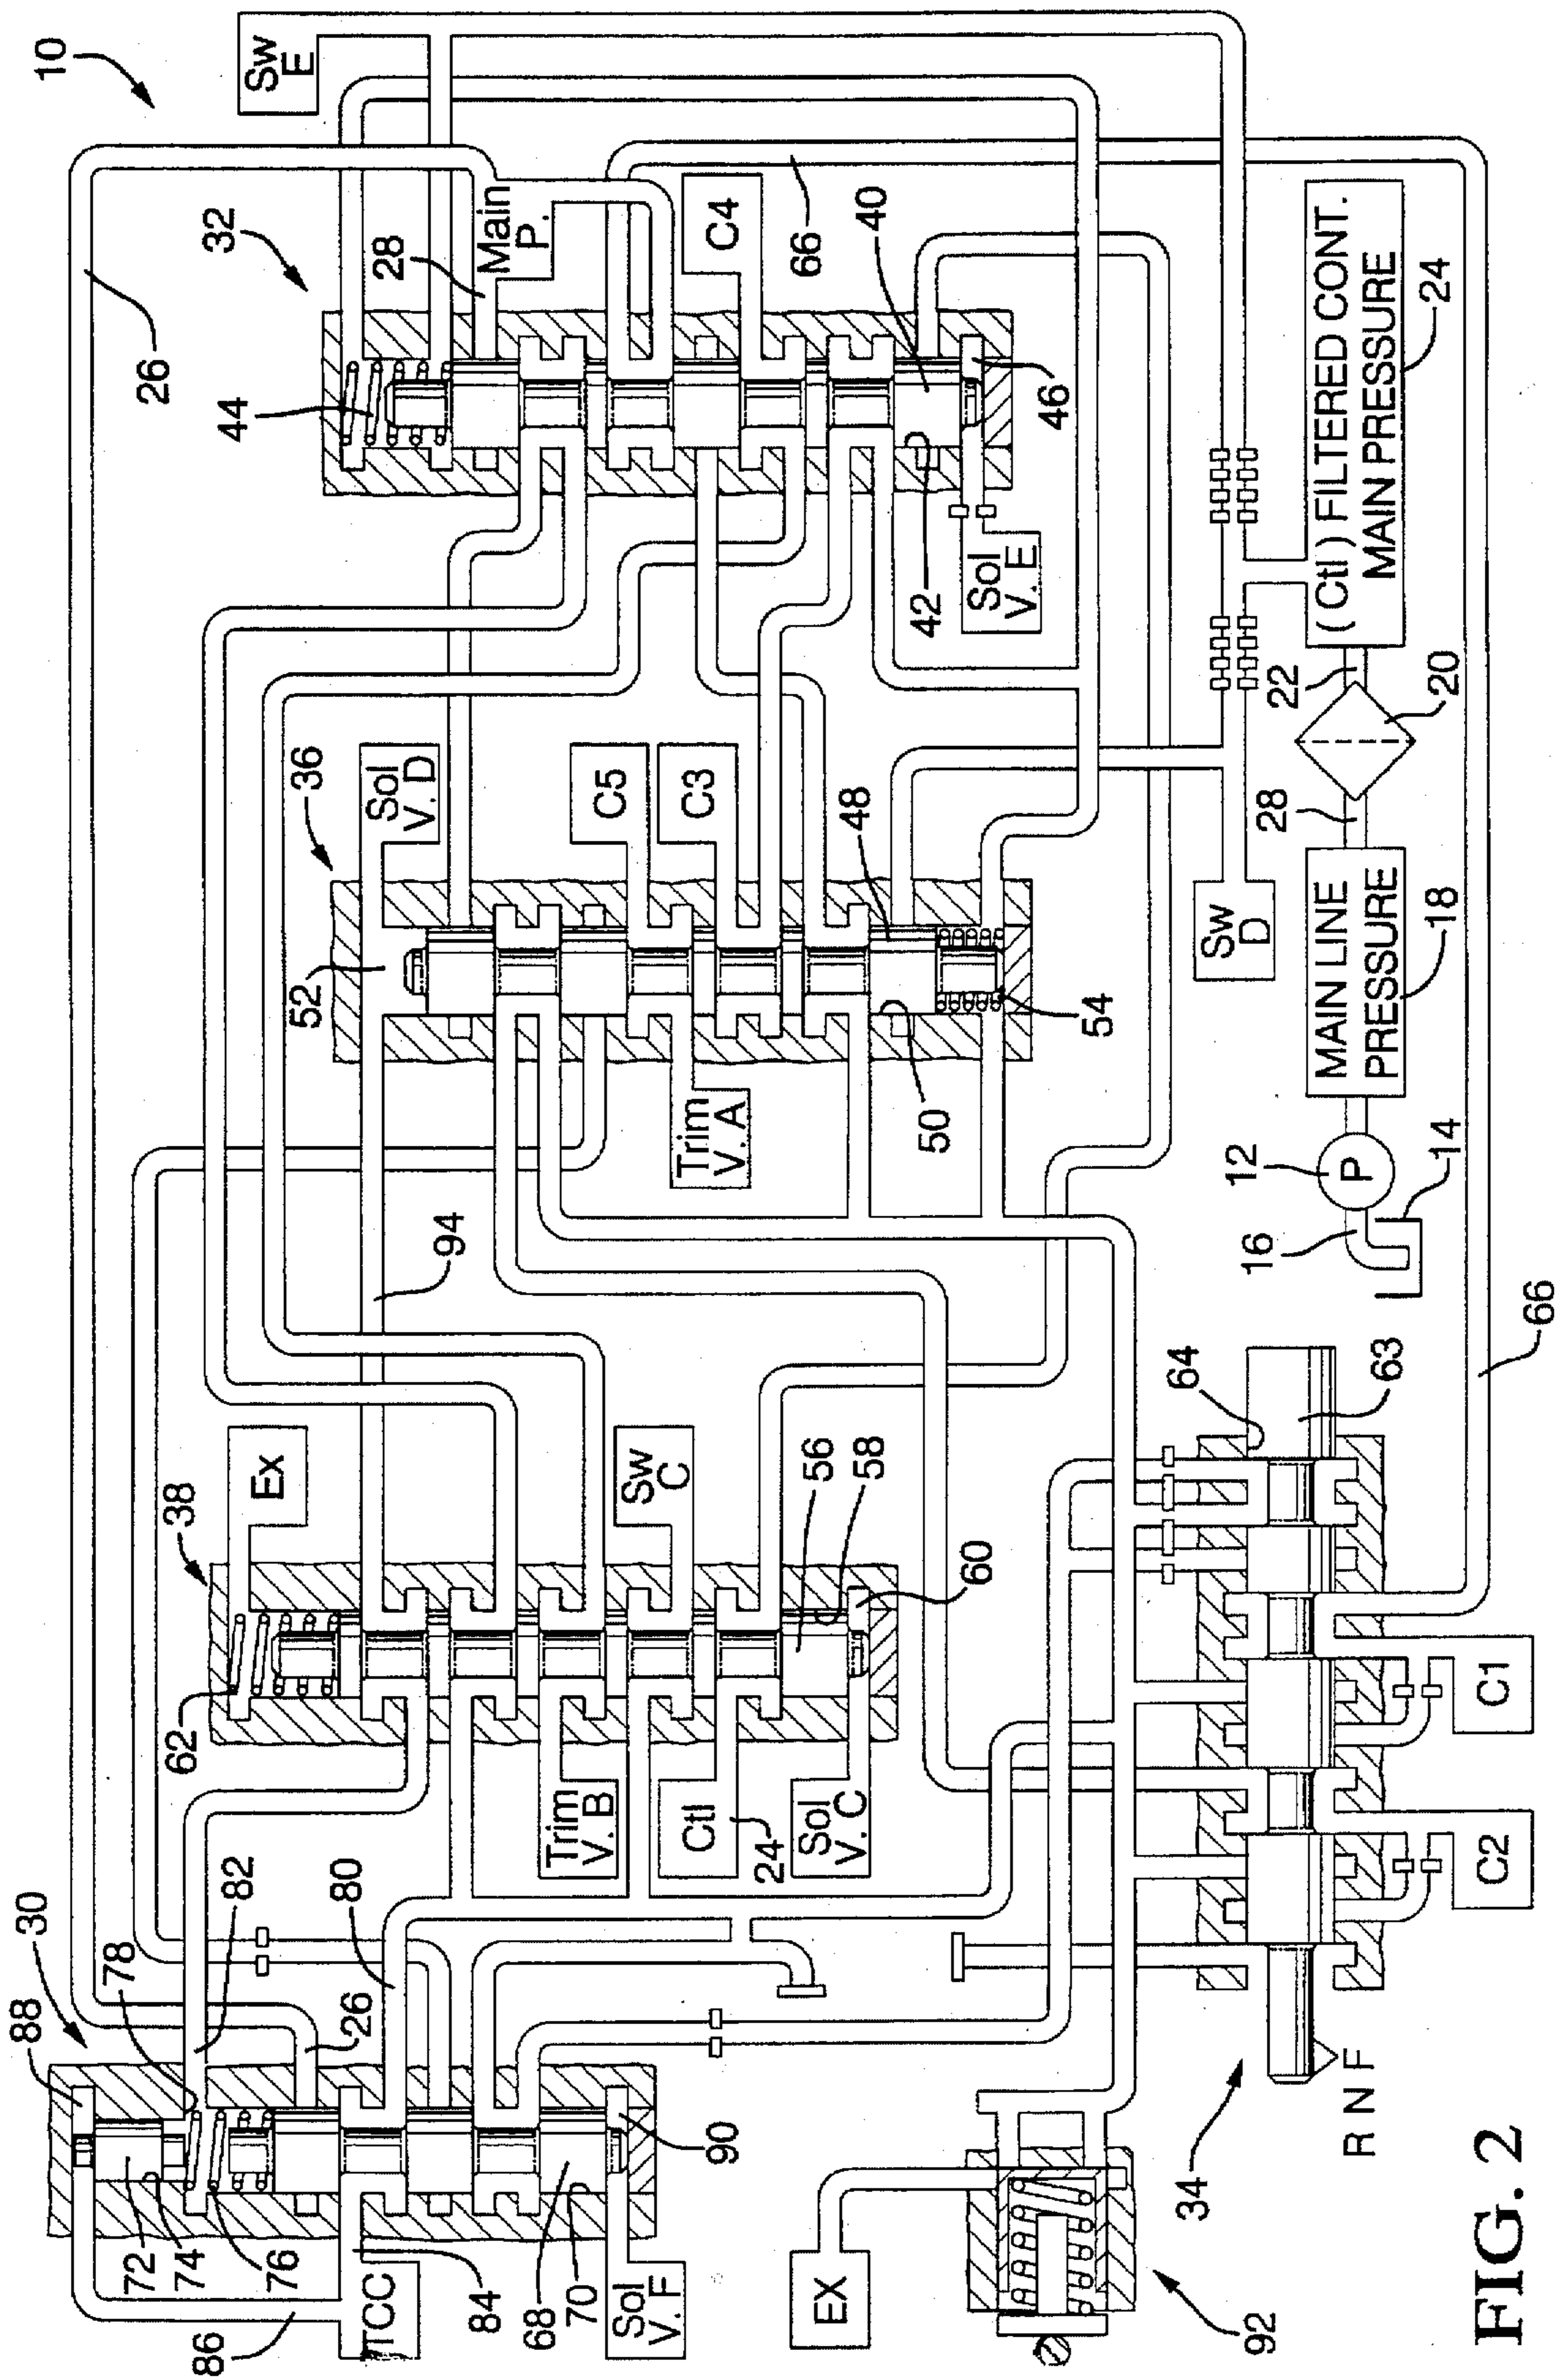 10
Sw
E
32
26
28
Main
P.
44
C4
66
40
46
42
Sol
V. E
( Ctl ) FILTERED CONT.
MAIN PRESSURE
24
22
20
28
MAIN LINE
PRESSURE
18
12
P
14
16
36
Sol
V. D
C5
C3
48
52
54
50
Trim
V. A
Sw
D
94
38
Ex
Sw
C
56
58
60
62
Trim
V. B
Ctl
24
Sol
V. C
64
63
66
C1
C2
30
88
78
82
80
26
72
74
76
90
86
TCC
84
68
70
Sol
V. F
EX
92
34
R N F
FIG. 2